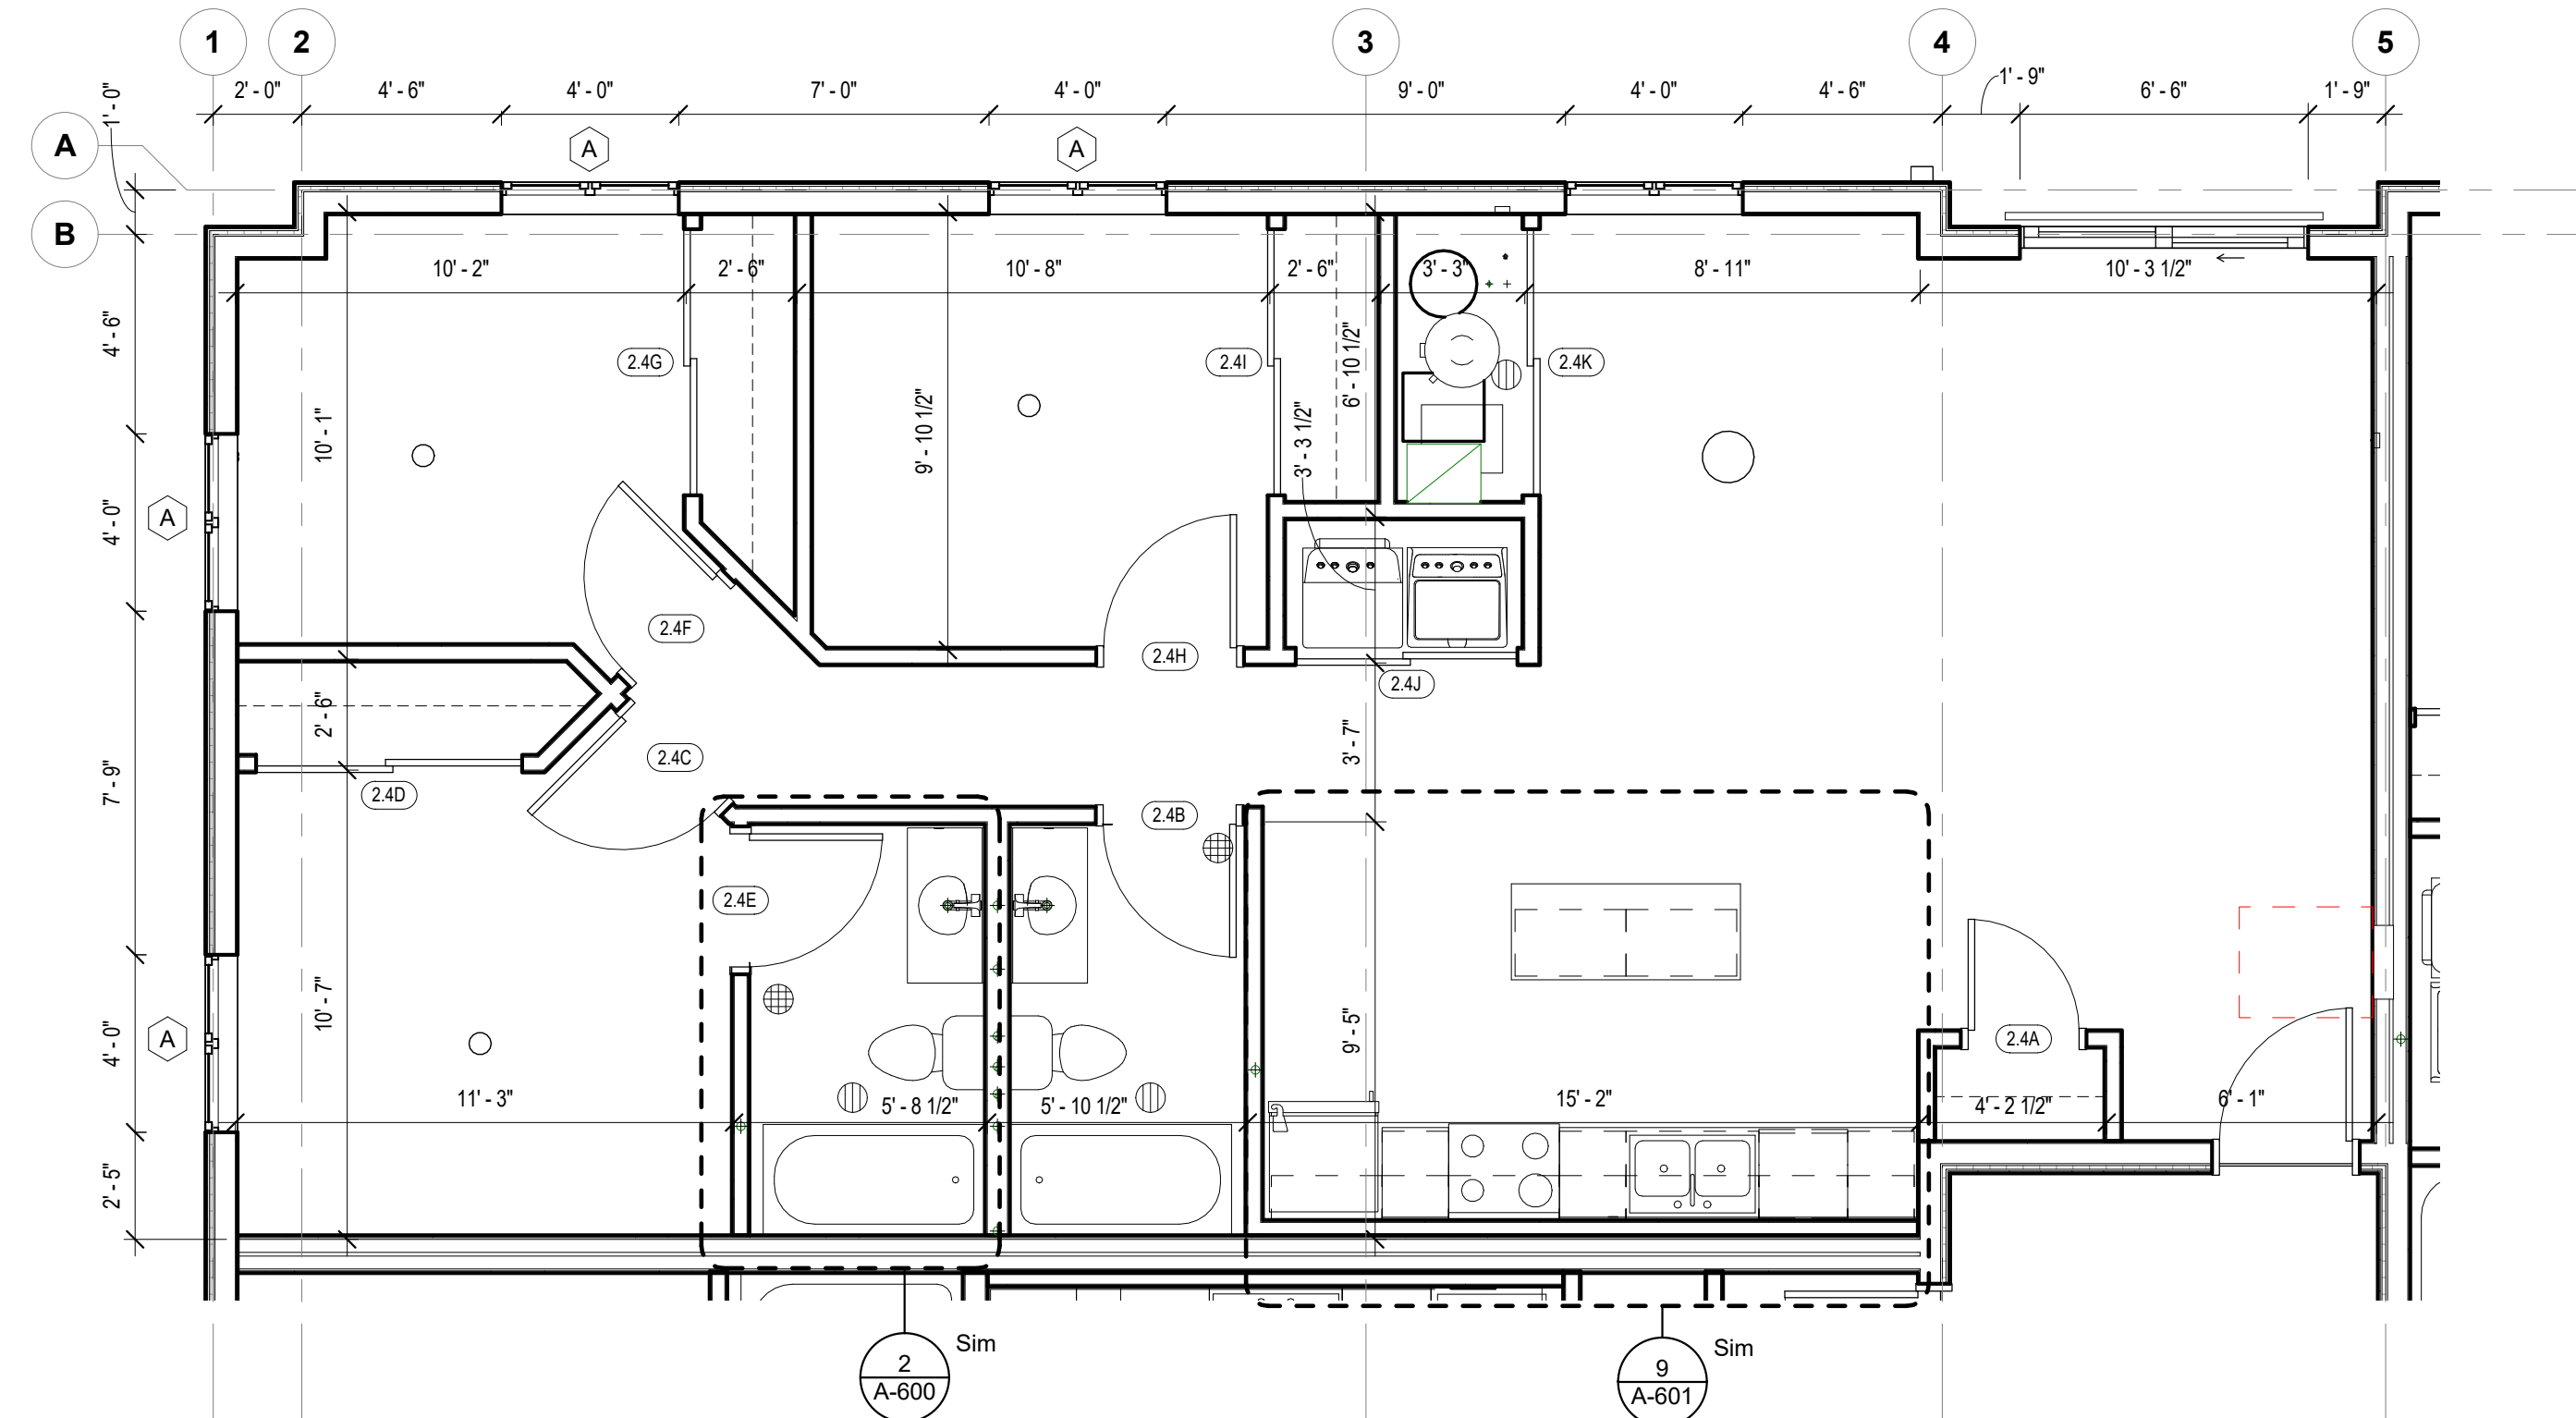 1 2 3 4 5
2' - 0" 4' - 6" 4' - 0" 7' - 0" 4' - 0" 9' - 0" 4' - 0" 4' - 6" 1' - 9" 6' - 6" 1' - 9"
1' - 0"
A
A A
B
10' - 2" 2' - 6" 10' - 8" 2' - 6" 3' - 3" 8' - 11" 10' - 3 1/2"
4' - 6"
2.4G 2.4I 2.4K
6' - 10 1/2"
10' - 1" 9' - 10 1/2" 3' - 3 1/2"
4' - 0" A
2.4F 2.4H
2.4J
2' - 6" 3' - 7"
2.4C
7' - 9" 2.4D
2.4B
2.4E
10' - 7" 9' - 5"
4' - 0" A 2.4A
11' - 3" 5' - 8 1/2" 5' - 10 1/2" 15' - 2" 4' - 2 1/2" 6' - 1"
2' - 5"
Sim Sim
2 9
A-600 A-601